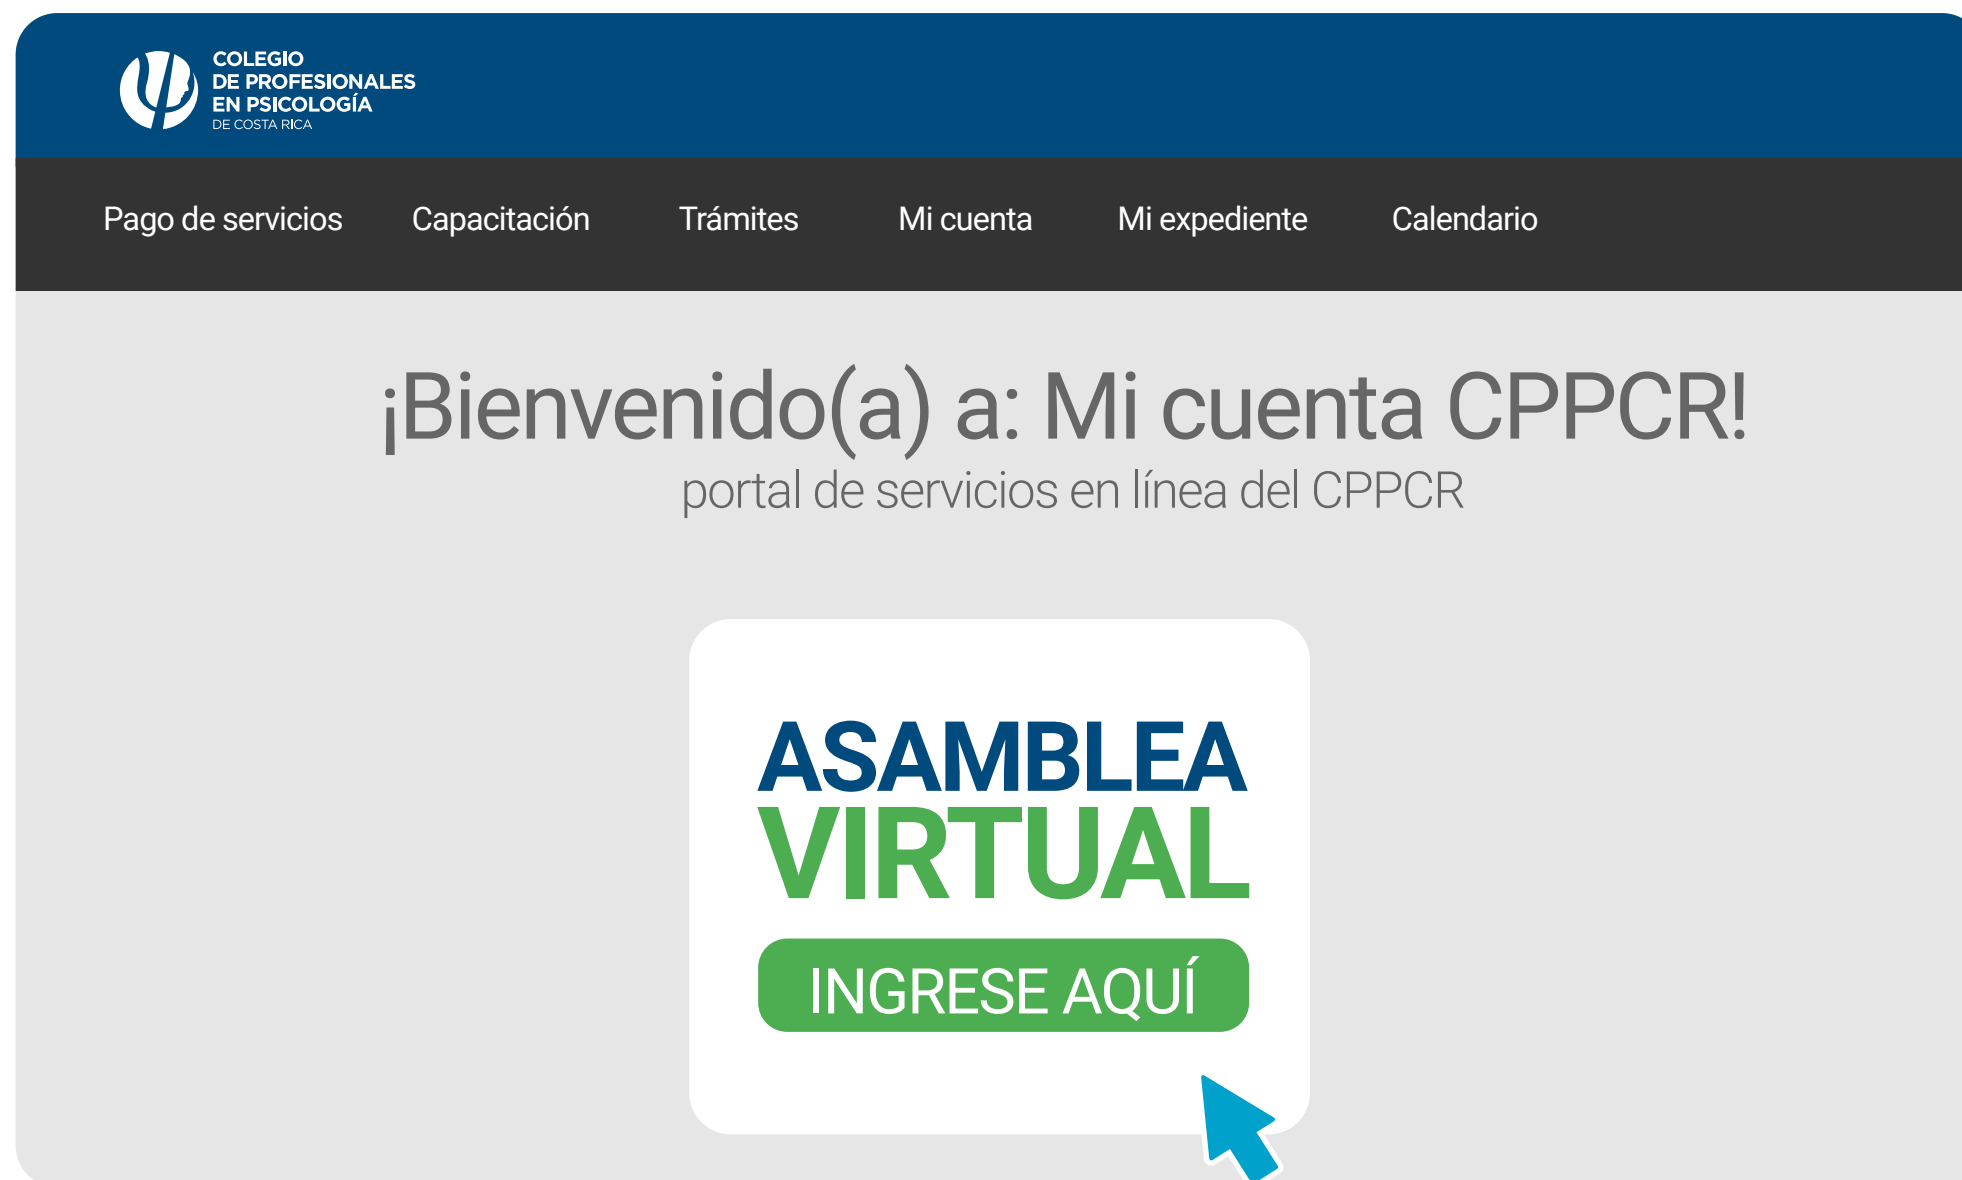 COLEGIO
DE PROFESIONALES
EN PSICOLOGÍA
DE COSTA RICA
Pago de servicios Capacitación Trámites Mi cuenta Mi expediente Calendario
¡Bienvenido(a) a: Mi cuenta CPPCR!
portal de servicios en línea del CPPCR
ASAMBLEA
VIRTUAL
INGRESE AQUÍ